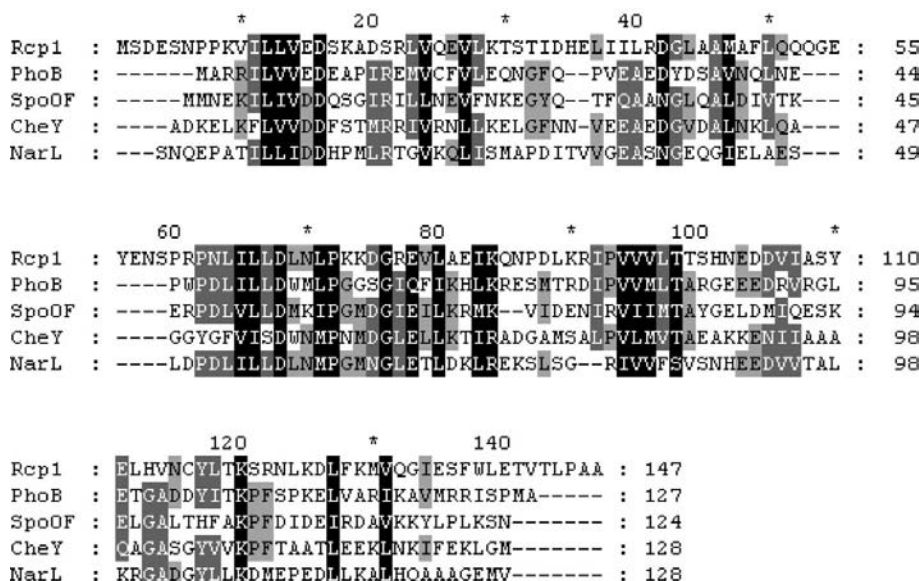 * 20 * 40 *
Rcp1 : MSDESNPPKVILLVEDSKADSRLVQEVLKTSTIDHELIILRDGLAAMAFLQQQGE : 55
PhoB : ------MARRILVVEDEAPIREMVCFVLEQNGFQ--PVEAEDYDSAVNQLNE--- : 44
SpoOF : -----MMNEKILIVDDQSGIRILLNEVFNKEGYQ--TFQAANGLQALDIVTK--- : 45
CheY : ----ADKELKFLVVDDFSTMRRIVRNLLKELGFNN-VEEAEDGVDALNKLQA--- : 47
NarL : ---SNQEPATILLIDDHPMLRTGVKQLISMAPDITVVGEASNGEQGIELAES--- : 49
60 * 80 * 100 *
Rcp1 : YENSPRPNLILLDLNLPKKDGREVLAEIKQNPDLKRIPVVVLTTSHNEDDVIASY : 110
PhoB : ----PWPDLILLDWMLPGGSGIQFIKHLKRESMTRDIPVVMLTARGEEEDRVRGL : 95
SpoOF : ----ERPDLVLLDMKIPGMDGIEILKRMK--VIDENIRVIIMTAYGELDMIQESK : 94
CheY : ----GGYGFVISDWNMPNMDGLELLKTIRADGAMSALPVLMVTAEAKKENIIAAA : 98
NarL : ----LDPDLILLDLNMPGMNGLETLDKLREKSLSG--RIVVFSVSNHEEDVVTAL : 98
120 * 140
Rcp1 : ELHVNCYLTKSRNLKDLFKMVQGIESFWLETVTLPAA : 147
PhoB : ETGADDYITKPFSPKELVARIKAVMRRISPMA----- : 127
SpoOF : ELGALTHFAKPFDIDEIRDAVKKYLPLKSN------- : 124
CheY : QAGASGYVVKPFTAATLEEKLNKIFEKLGM------- : 128
NarL : KRGADGYLLKDMEPEDLLKALHQAAAGEMV------- : 128